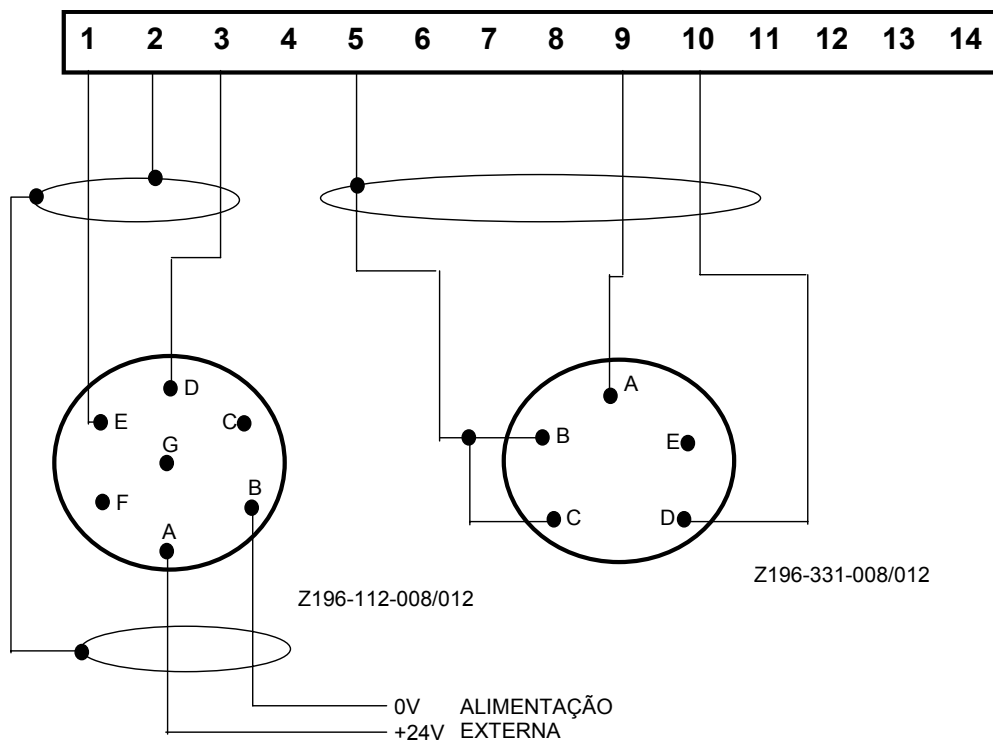 1 2 3 4 5 6 7 8 9 10 11 12 13 14
D
E
C
G
F
B
A
A
B
E
C
D
Z196-331-008/012
Z196-112-008/012
0V ALIMENTAÇÃO
+24V EXTERNA